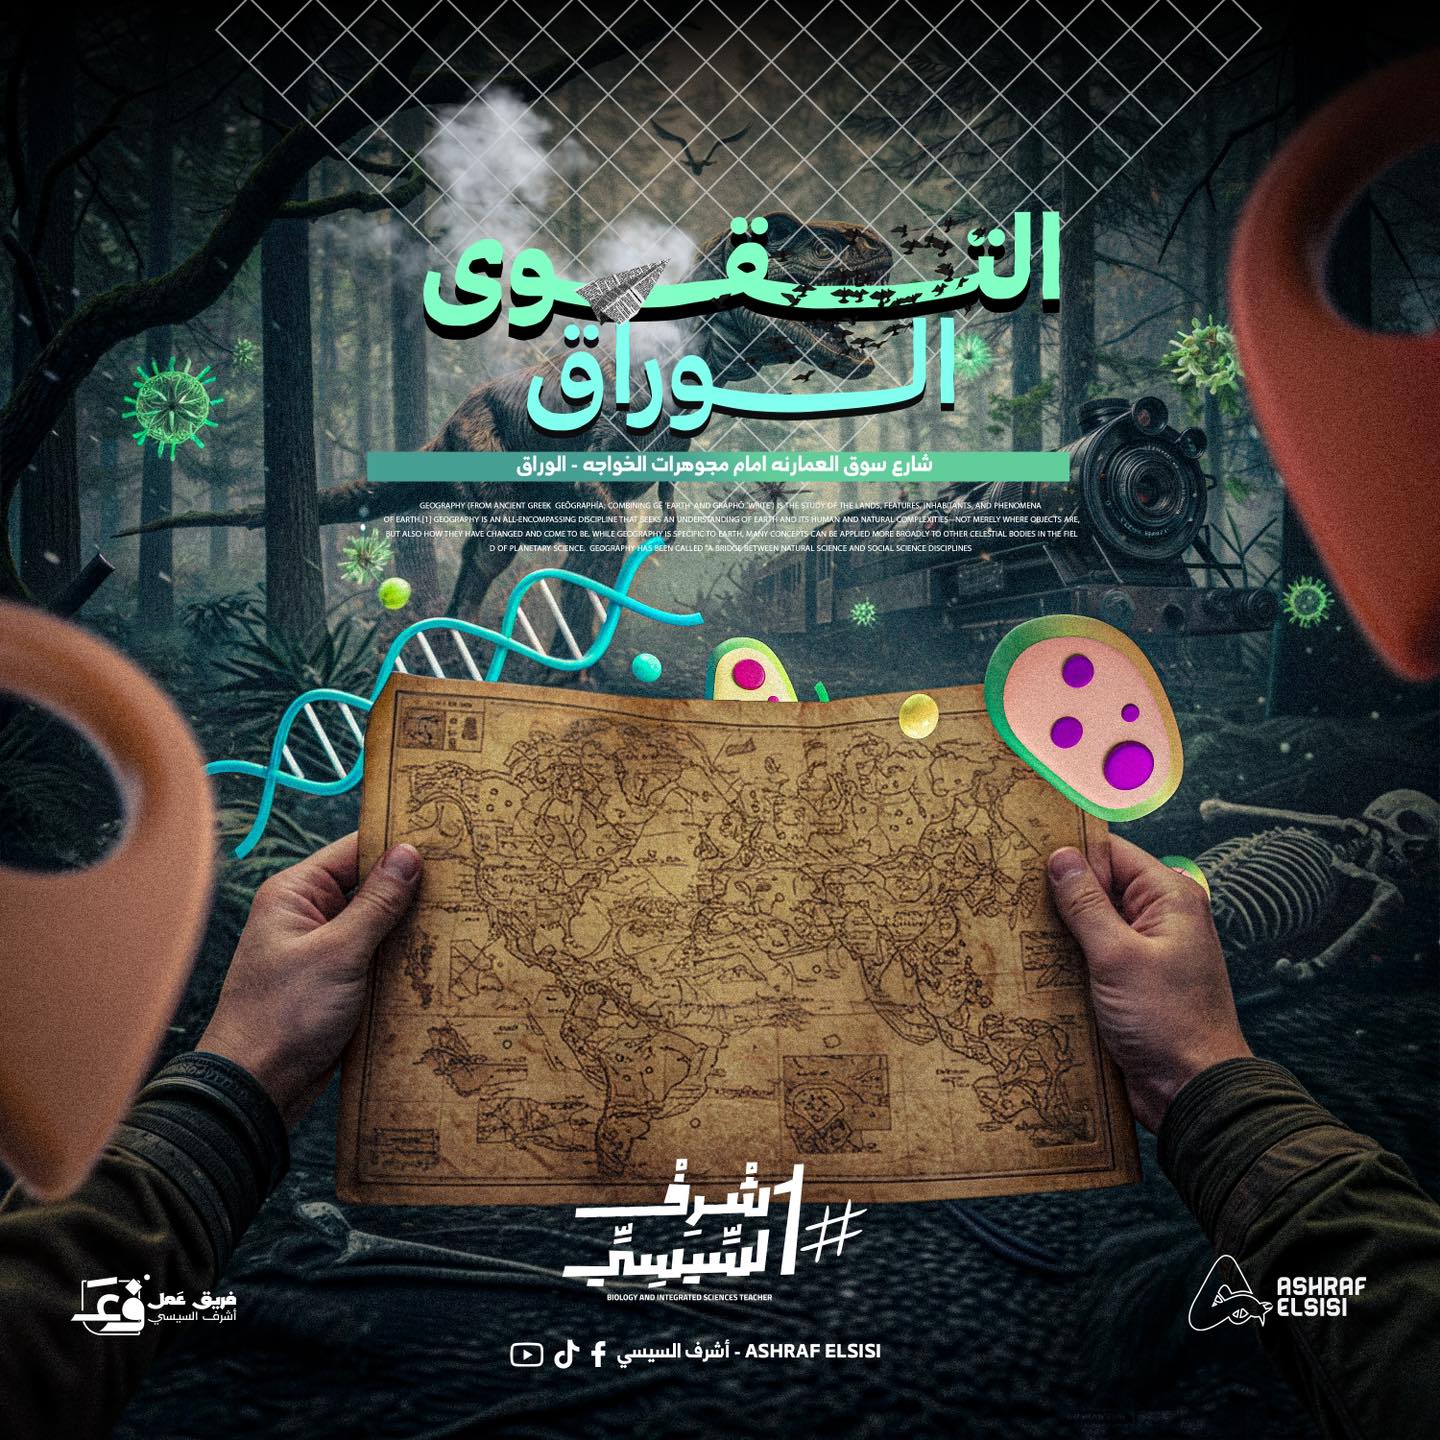 التقوى
الوراق
شارع سوق العمارنه امام مجوهرات الخواجه - الوراق
GEOGRAPHY (FROM ANCIENT GREEK GEŌGRAPHÍA; COMBINING GÊ 'EARTH' AND GRÁPHŌ 'WRITE') IS THE STUDY OF THE LANDS, FEATURES, INHABITANTS, AND PHENOMENA
OF EARTH.[1] GEOGRAPHY IS AN ALL-ENCOMPASSING DISCIPLINE THAT SEEKS AN UNDERSTANDING OF EARTH AND ITS HUMAN AND NATURAL COMPLEXITIES—NOT MERELY WHERE OBJECTS ARE,
BUT ALSO HOW THEY HAVE CHANGED AND COME TO BE. WHILE GEOGRAPHY IS SPECIFIC TO EARTH, MANY CONCEPTS CAN BE APPLIED MORE BROADLY TO OTHER CELESTIAL BODIES IN THE FIEL
D OF PLANETARY SCIENCE. GEOGRAPHY HAS BEEN CALLED "A BRIDGE BETWEEN NATURAL SCIENCE AND SOCIAL SCIENCE DISCIPLINES
#أشرف
السيسي
BIOLOGY AND INTEGRATED SCIENCES TEACHER
فريق عمل
أشرف السيسي
ASHRAF
ELSISI
أشرف السيسي - ASHRAF ELSISI